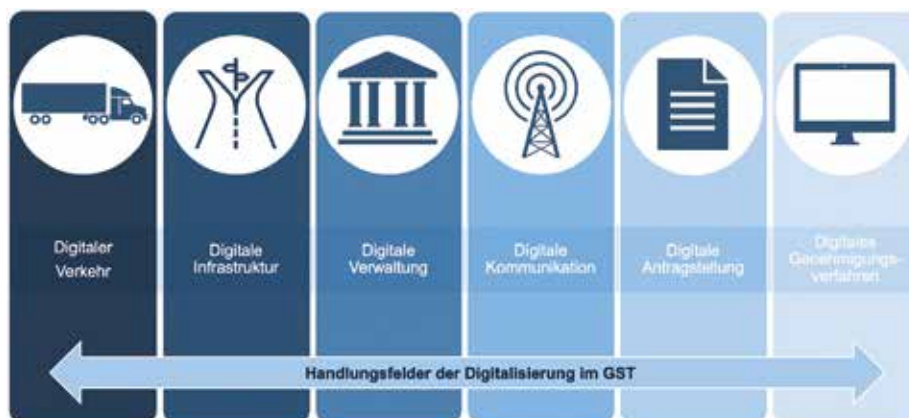 Digitaler
Verkehr
Digitale
Infrastruktur
Digitale
Verwaltung
Digitale
Kommunikation
Digitale
Antragstellung
Digitales
Genehmigungs-
verfahren
Handlungsfelder der Digitalisierung im GST